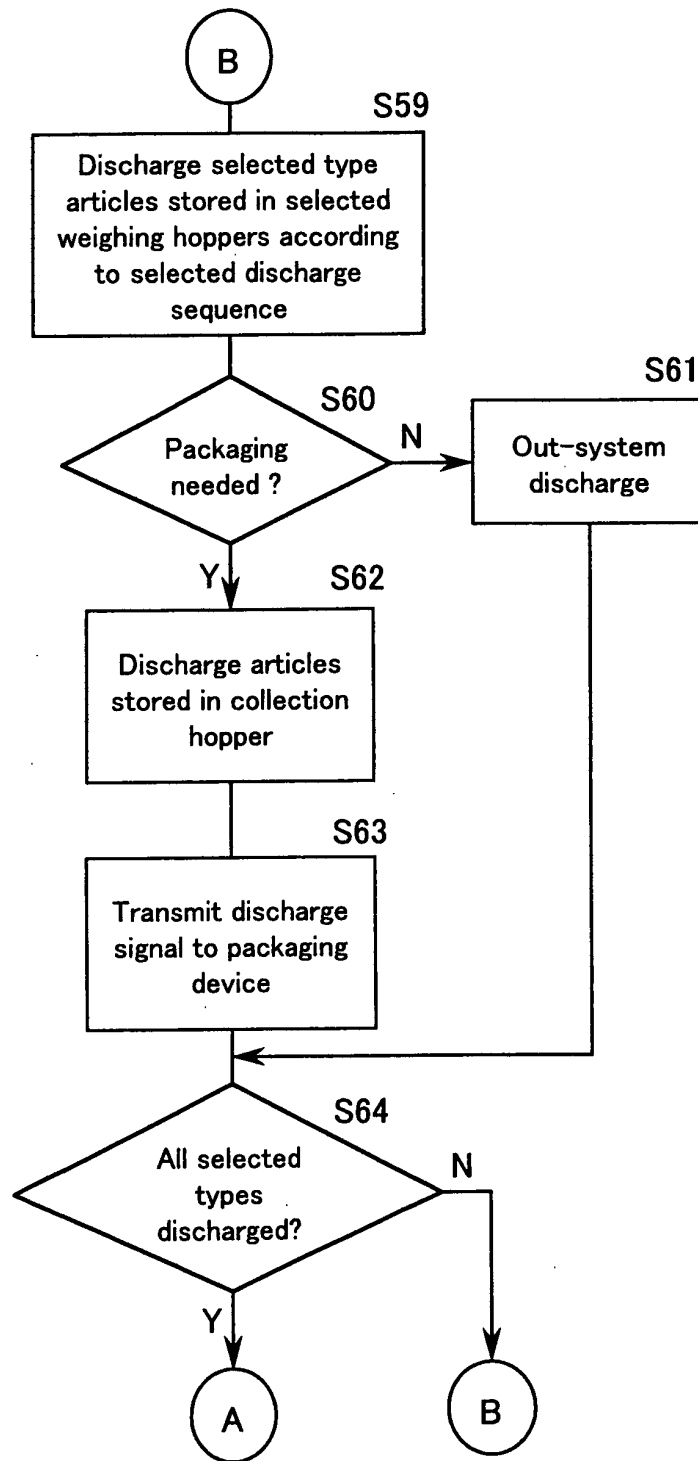 B
S59
Discharge selected type
articles stored in selected
weighing hoppers according
to selected discharge
sequence
S60
Packaging
needed ?
N
S61
Out-system
discharge
Y
S62
Discharge articles
stored in collection
hopper
S63
Transmit discharge
signal to packaging
device
S64
All selected
types
discharged?
N
Y
A
B